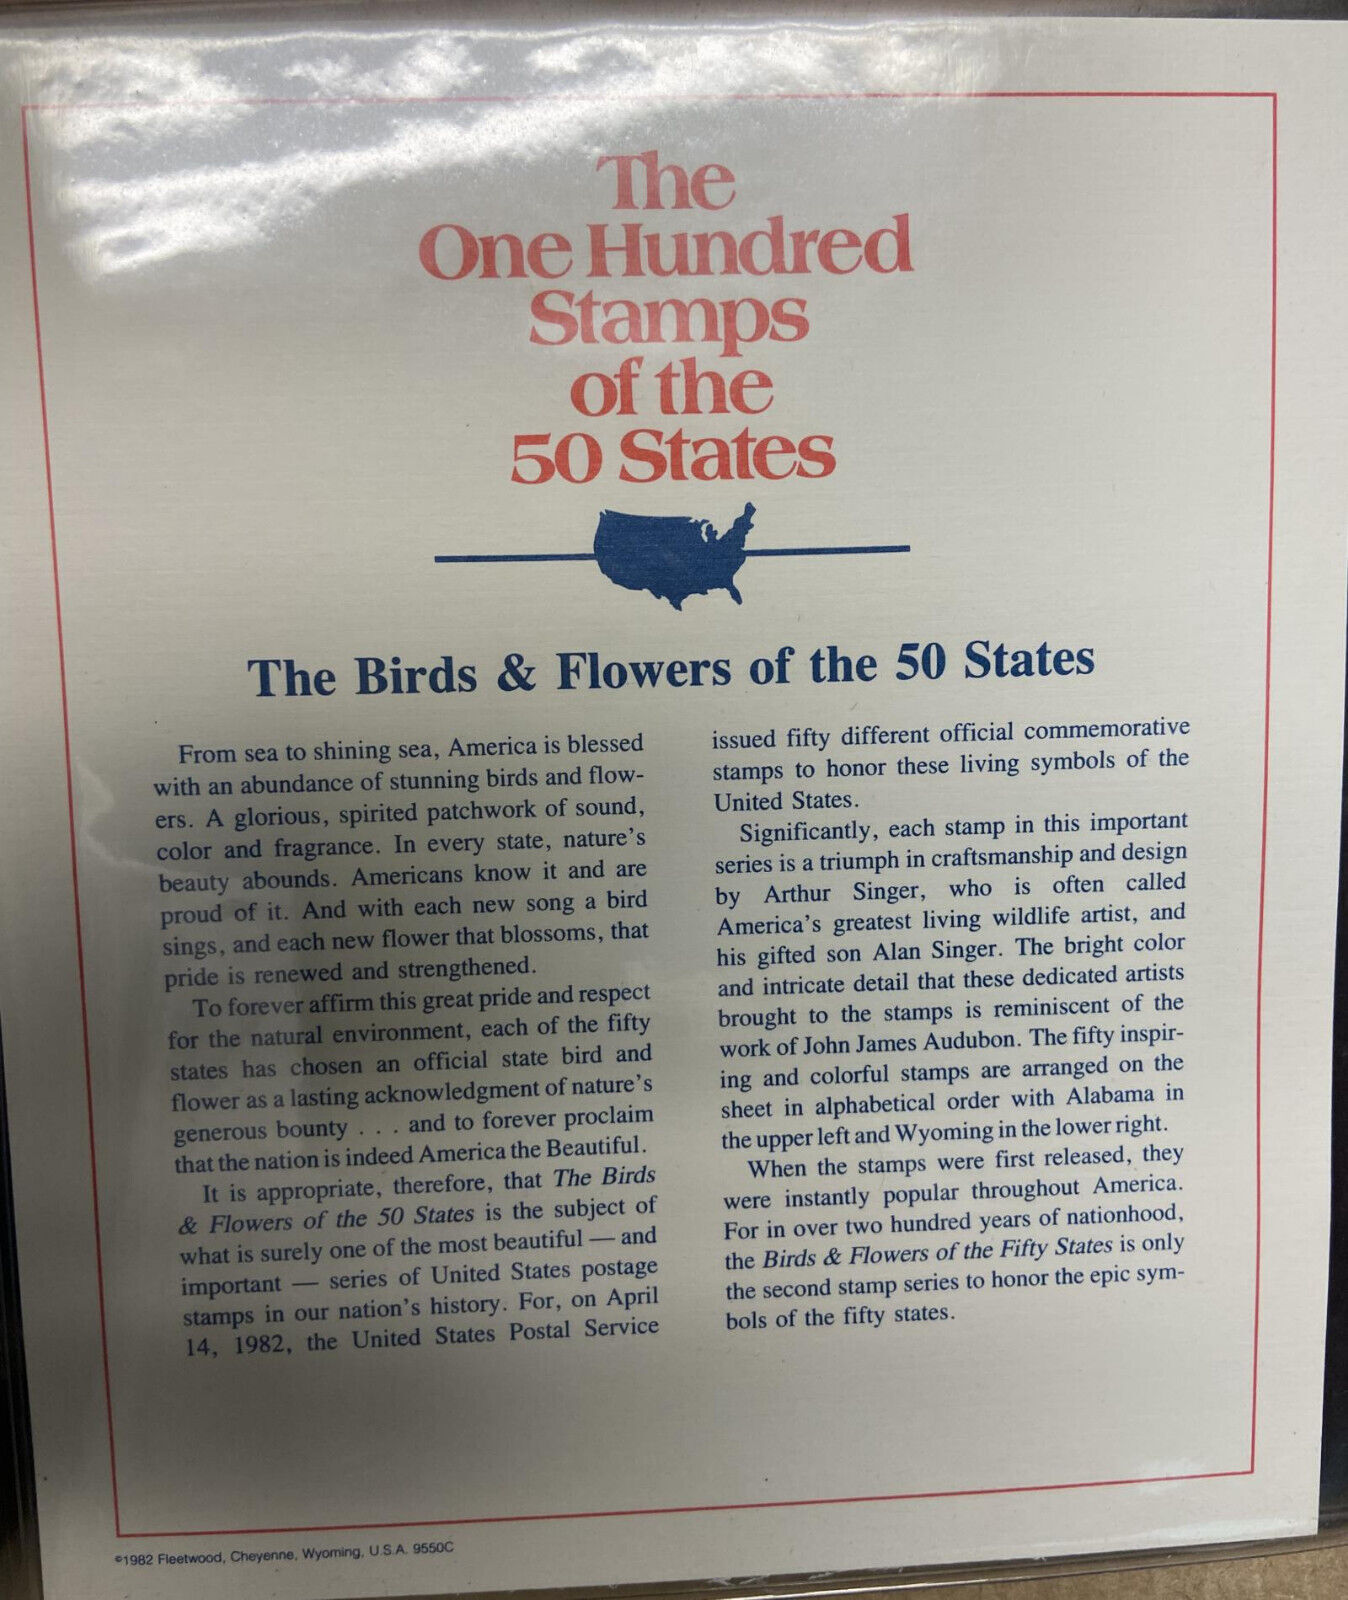 The
One Hundred
Stamps
of the
50 States
The Birds & Flowers of the 50 States
From sea to shining sea, America is blessed
with an abundance of stunning birds and flow-
ers. A glorious, spirited patchwork of sound,
color and fragrance. In every state, nature's
beauty abounds. Americans know it and are
proud of it. And with each new song a bird
sings, and each new flower that blossoms, that
pride is renewed and strengthened.
To forever affirm this great pride and respect
for the natural environment, each of the fifty
states has chosen an official state bird and
flower as a lasting acknowledgment of nature's
generous bounty . . . and to forever proclaim
that the nation is indeed America the Beautiful.
It is appropriate, therefore, that The Birds
& Flowers of the 50 States is the subject of
what is surely one of the most beautiful — and
important — series of United States postage
stamps in our nation's history. For, on April
14, 1982, the United States Postal Service
issued fifty different official commemorative
stamps to honor these living symbols of the
United States.
Significantly, each stamp in this important
series is a triumph in craftsmanship and design
by Arthur Singer, who is often called
America's greatest living wildlife artist, and
his gifted son Alan Singer. The bright color
and intricate detail that these dedicated artists
brought to the stamps is reminiscent of the
work of John James Audubon. The fifty inspir-
ing and colorful stamps are arranged on the
sheet in alphabetical order with Alabama in
the upper left and Wyoming in the lower right.
When the stamps were first released, they
were instantly popular throughout America.
For in over two hundred years of nationhood,
the Birds & Flowers of the Fifty States is only
the second stamp series to honor the epic sym-
bols of the fifty states.
©1982 Fleetwood, Cheyenne, Wyoming, U.S.A. 9550C